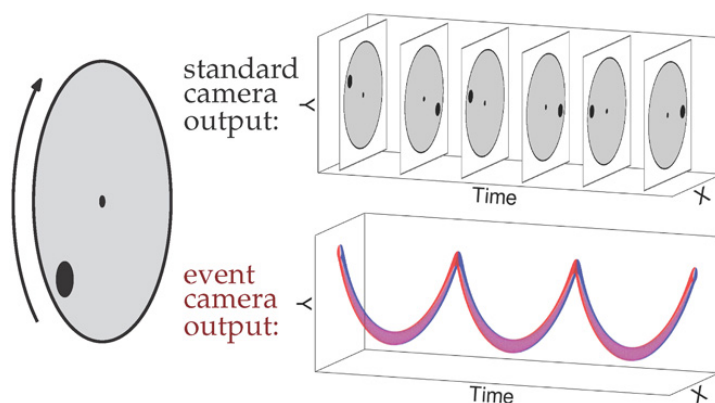 standard
camera
output:
Y
Time
X
event
camera
output:
Y
Time
X